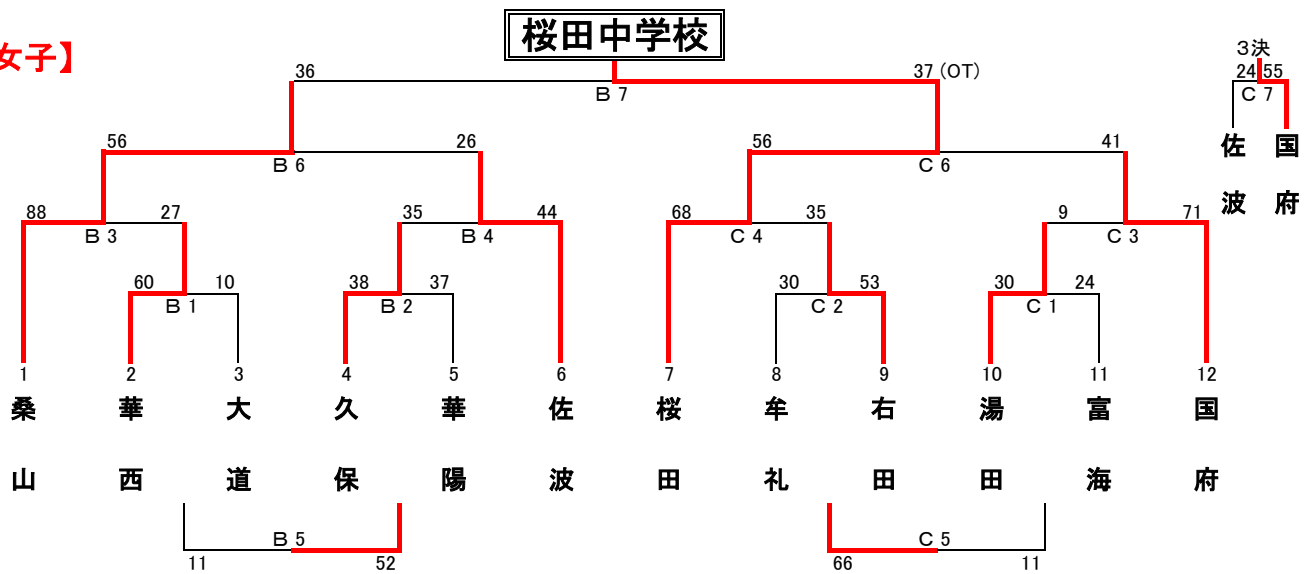 桜田中学校
女子】
３決
36
37 (OT)
24 55
Ｂ 7
Ｃ 7
佐波
国府
56
26
56
41
Ｂ 6
Ｃ 6
88
27
35
44
68
35
9
71
Ｂ 3
Ｂ 4
Ｃ 4
Ｃ 3
60
10
38
37
30
53
30
24
Ｂ 1
Ｂ 2
Ｃ 2
Ｃ 1
1
2
3
4
5
6
7
8
9
10
11
12
桑山
華西
大道
久保
華陽
佐波
桜田
牟礼
右田
湯田
富海
国府
Ｂ 5
Ｃ 5
11
52
66
11